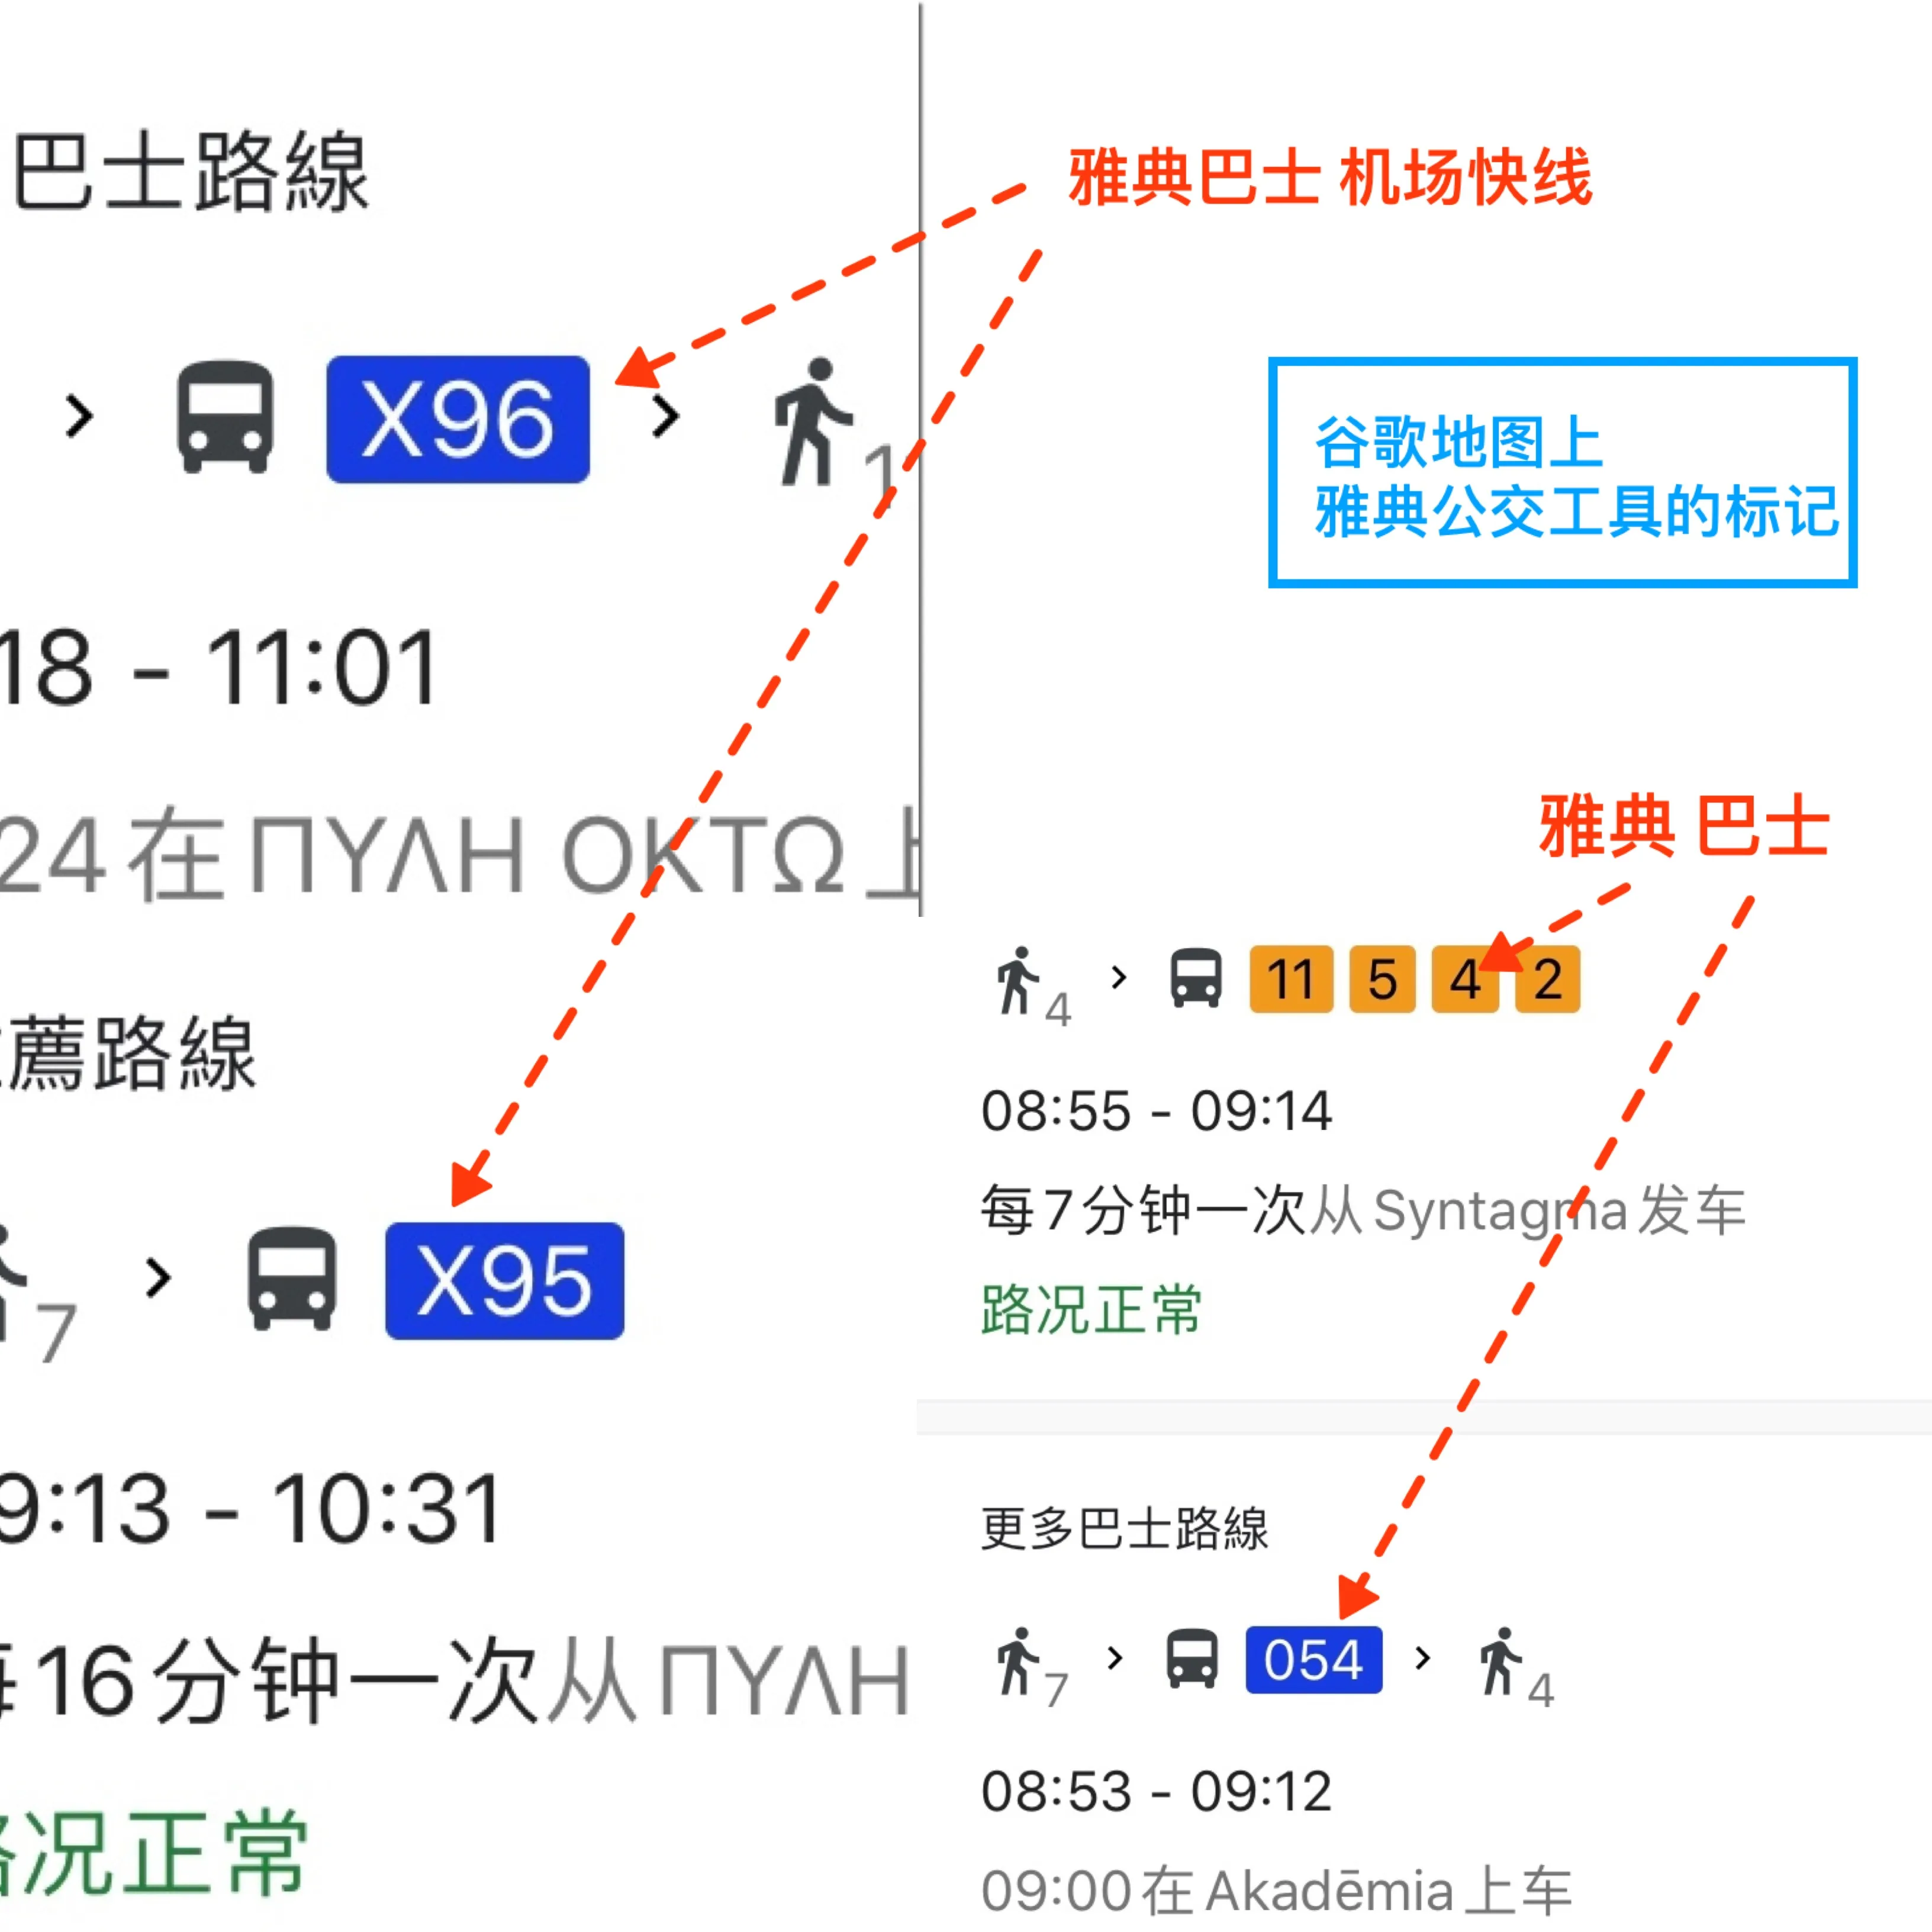 巴士路線
X96
1
18 - 11:01
24 在 ΠΥΛΗ ΟΚΤΩ 上
薦路線
7
X95
9:13 - 10:31
每16分钟一次从 ΠΥΛΗ
路况正常
雅典巴士 机场快线
谷歌地图上
雅典公交工具的标记
雅典 巴士
4 11 5 4 2
08:55 - 09:14
每7分钟一次从 Syntagma 发车
路况正常
更多巴士路線
7 054 4
08:53 - 09:12
09:00 在 Akadēmia 上车